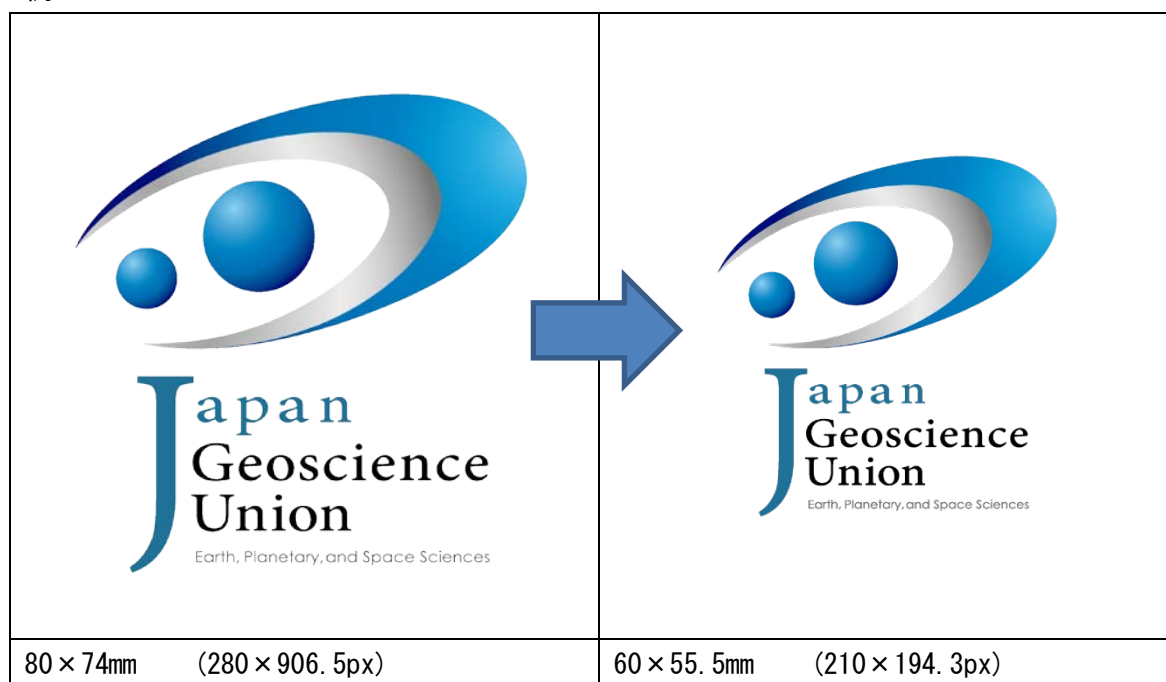 Japan
Geoscience
Union
Earth, Planetary, and Space Sciences
Japan
Geoscience
Union
Earth, Planetary, and Space Sciences
80×74mm (280×906.5px)
60×55.5mm (210×194.3px)